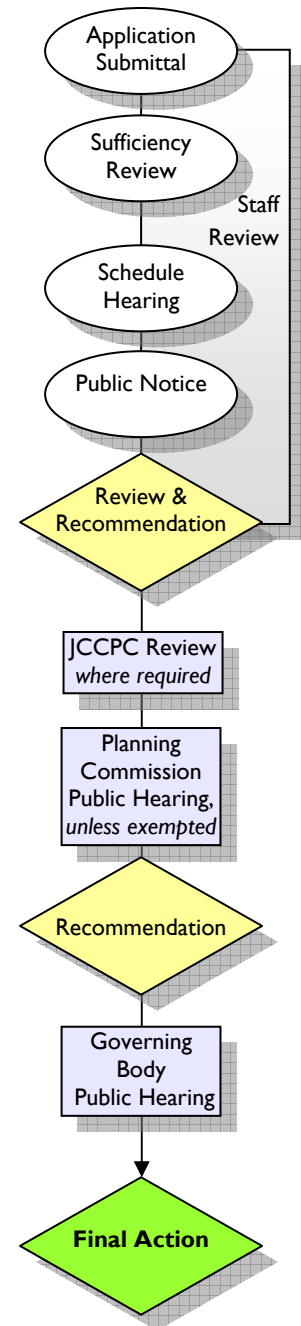 Application
Submittal
Sufficiency
Review
Staff
Review
Schedule
Hearing
Public Notice
Review &
Recommendation
JCCPC Review
where required
Planning
Commission
Public Hearing,
unless exempted
Recommendation
Governing
Body
Public Hearing
Final Action